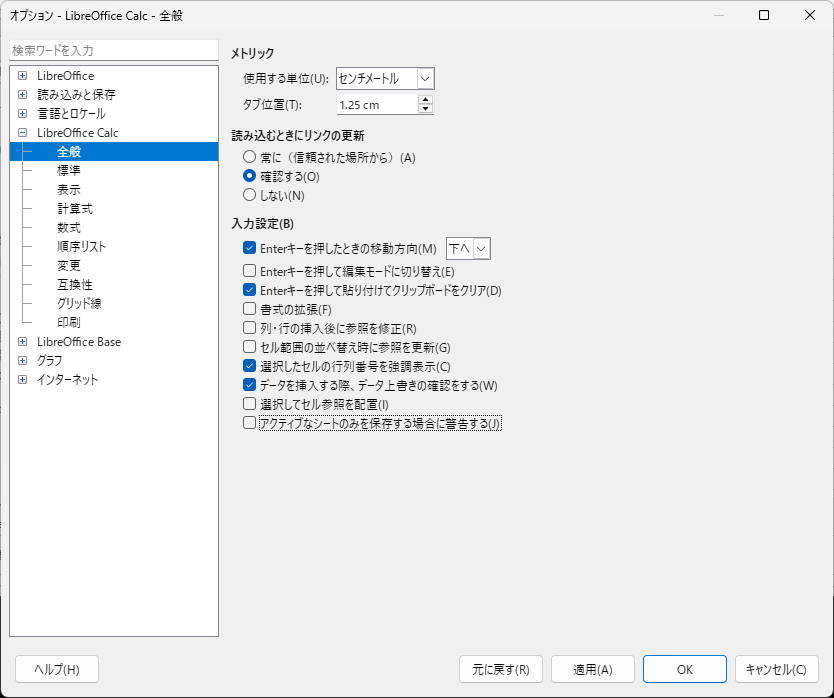 オプション - LibreOffice Calc - 全般
検索ワードを入力
LibreOffice
読み込みと保存
言語とロケール
LibreOffice Calc
全般
標準
表示
計算式
数式
順序リスト
変更
互換性
グリッド線
印刷
LibreOffice Base
グラフ
インターネット
メトリック
使用する単位(U): センチメートル
タブ位置(T): 1.25 cm
読み込むときにリンクの更新
常に（信頼された場所から）(A)
確認する(O)
しない(N)
入力設定(B)
Enterキーを押したときの移動方向(M) 下へ
Enterキーを押して編集モードに切り替え(E)
Enterキーを押して貼り付けてクリップボードをクリア(D)
書式の拡張(F)
列・行の挿入後に参照を修正(R)
セル範囲の並べ替え時に参照を更新(G)
選択したセルの行列番号を強調表示(C)
データを挿入する際、データ上書きの確認をする(W)
選択してセル参照を配置(I)
アクティブなシートのみを保存する場合に警告する(J)
ヘルプ(H) 元に戻す(R) 適用(A) OK キャンセル(C)